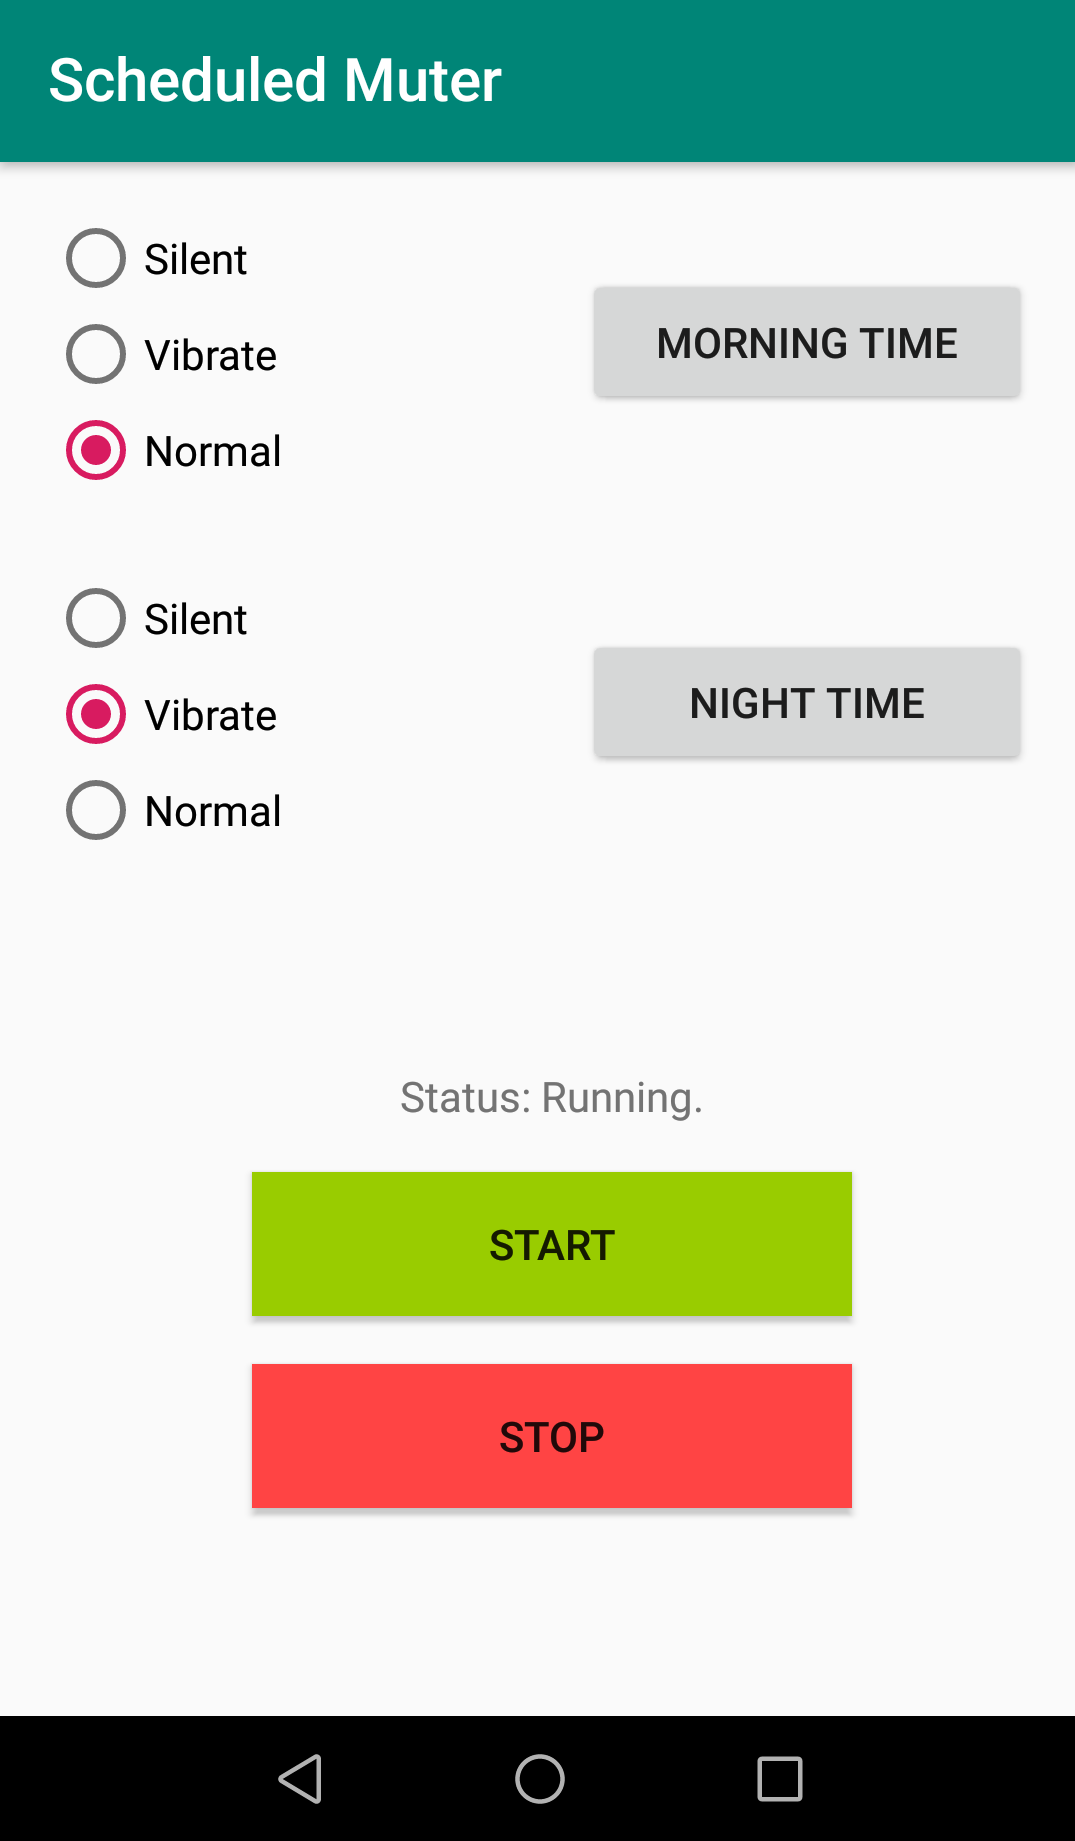 Scheduled Muter
Silent
Vibrate
Normal
MORNING TIME
Silent
Vibrate
Normal
NIGHT TIME
Status: Running.
START
STOP